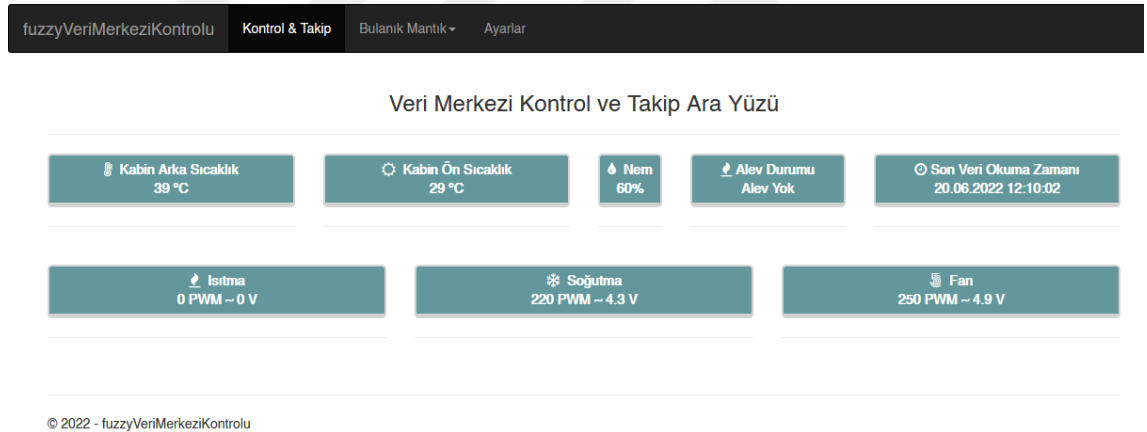 fuzzyVeriMerkeziKontrolu Kontrol & Takip Bulanık Mantık Ayarlar
Veri Merkezi Kontrol ve Takip Ara Yüzü
Kabin Arka Sıcaklık
39 °C
Kabin Ön Sıcaklık
29 °C
Nem
60%
Alev Durumu
Alev Yok
Son Veri Okuma Zamanı
20.06.2022 12:10:02
Isıtma
0 PWM ~ 0 V
Soğutma
220 PWM ~ 4.3 V
Fan
250 PWM ~ 4.9 V
© 2022 - fuzzyVeriMerkeziKontrolu